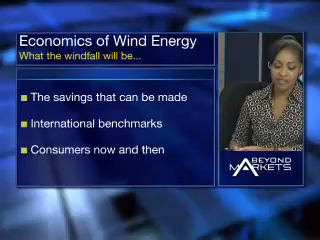 Economics of Wind Energy
What the windfall will be...
The savings that can be made
International benchmarks
Consumers now and then
BEYOND
MARKETS